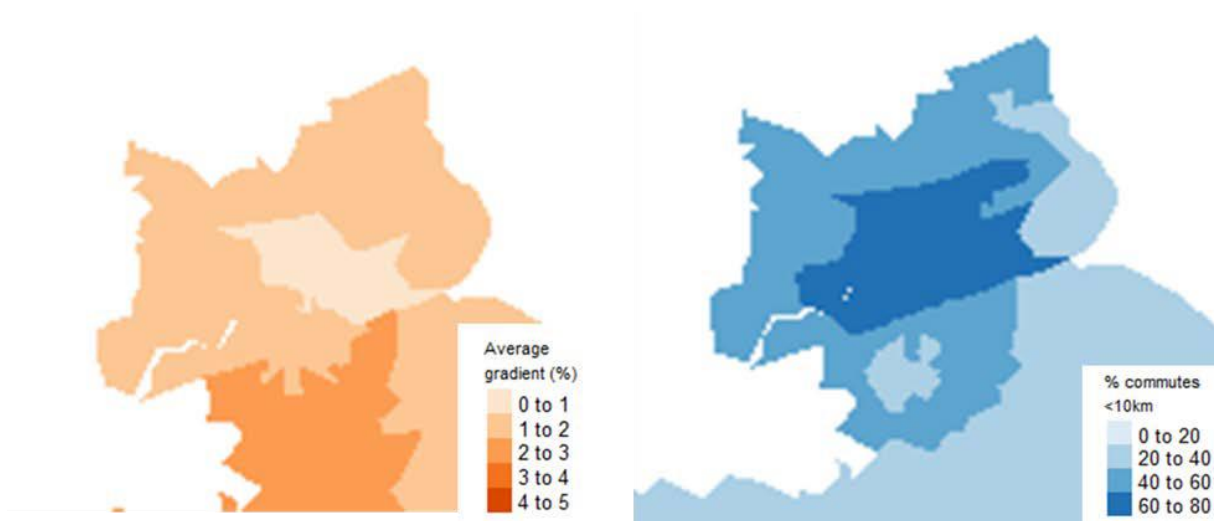 Average
gradient (%)
0 to 1
1 to 2
2 to 3
3 to 4
4 to 5
% commutes
<10km
0 to 20
20 to 40
40 to 60
60 to 80